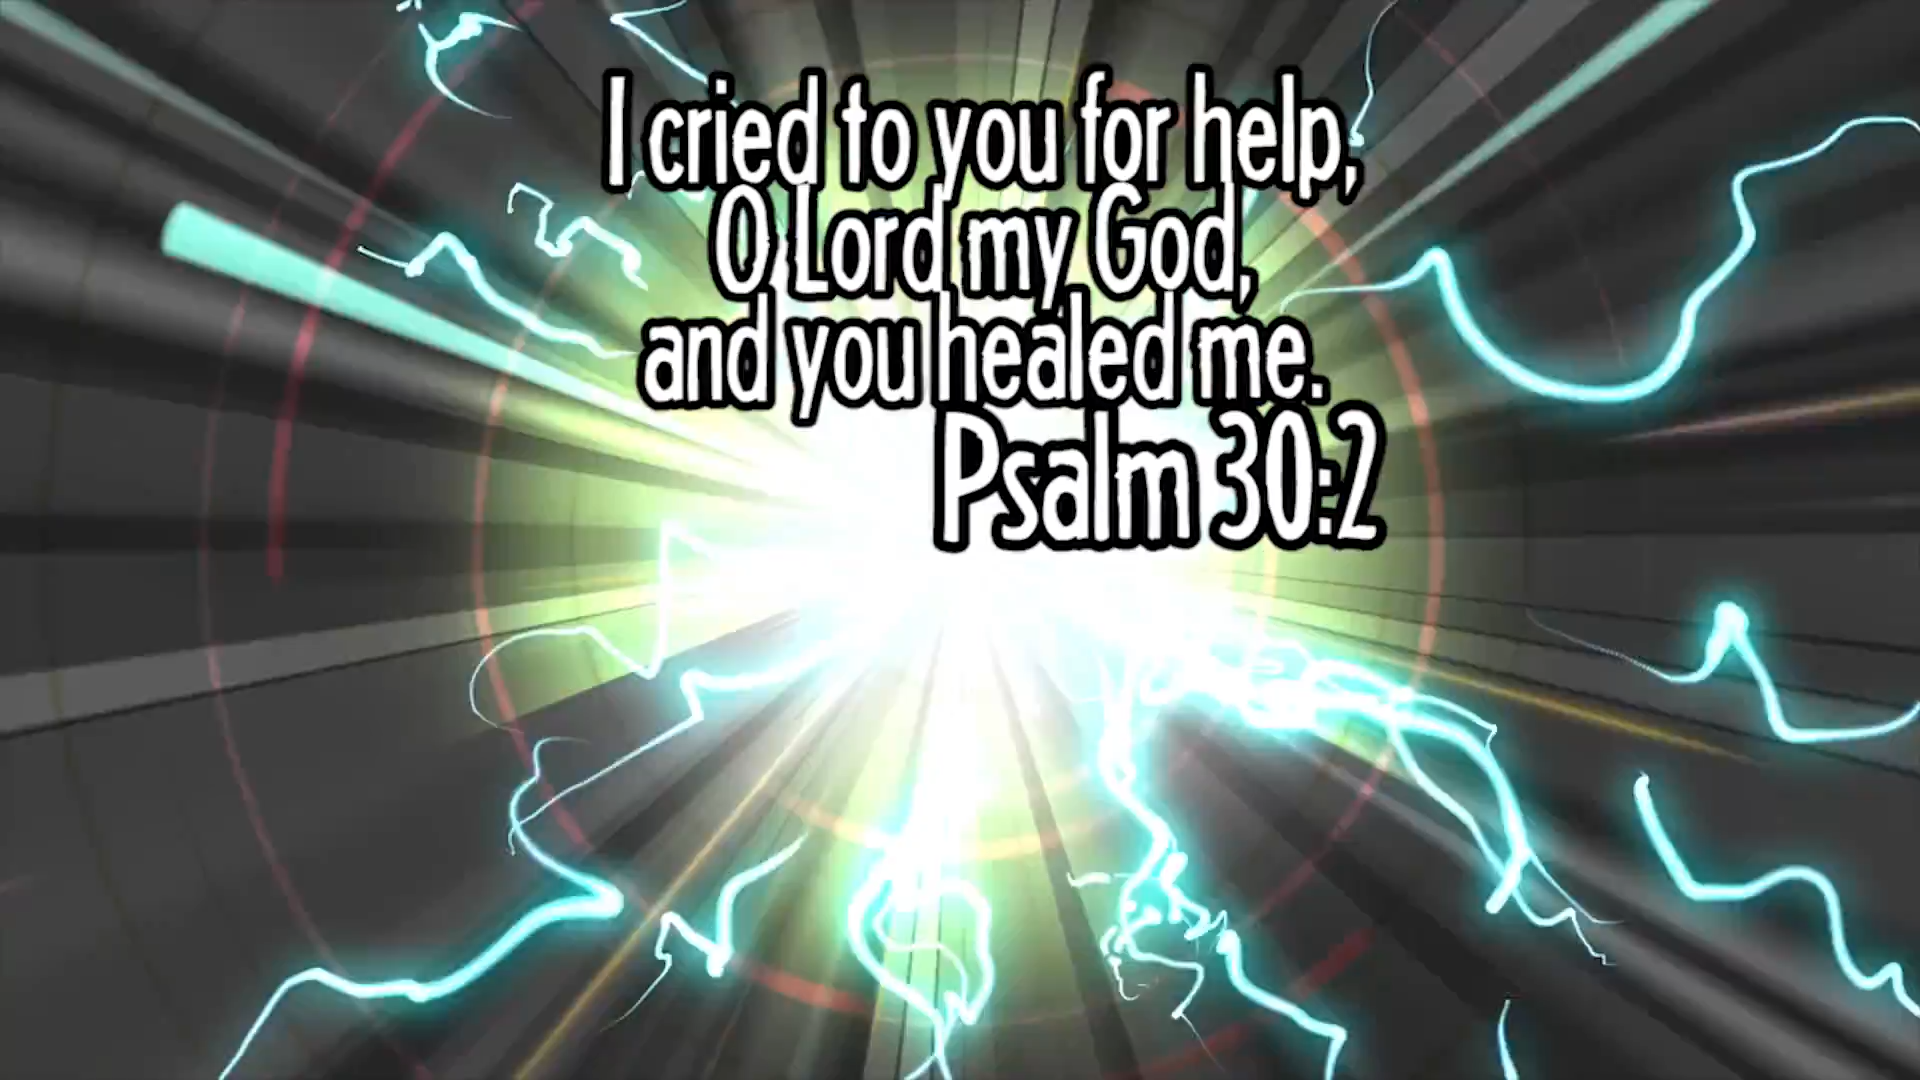 I cried to you for help,
O Lord my God,
and you healed me.
Psalm 30:2